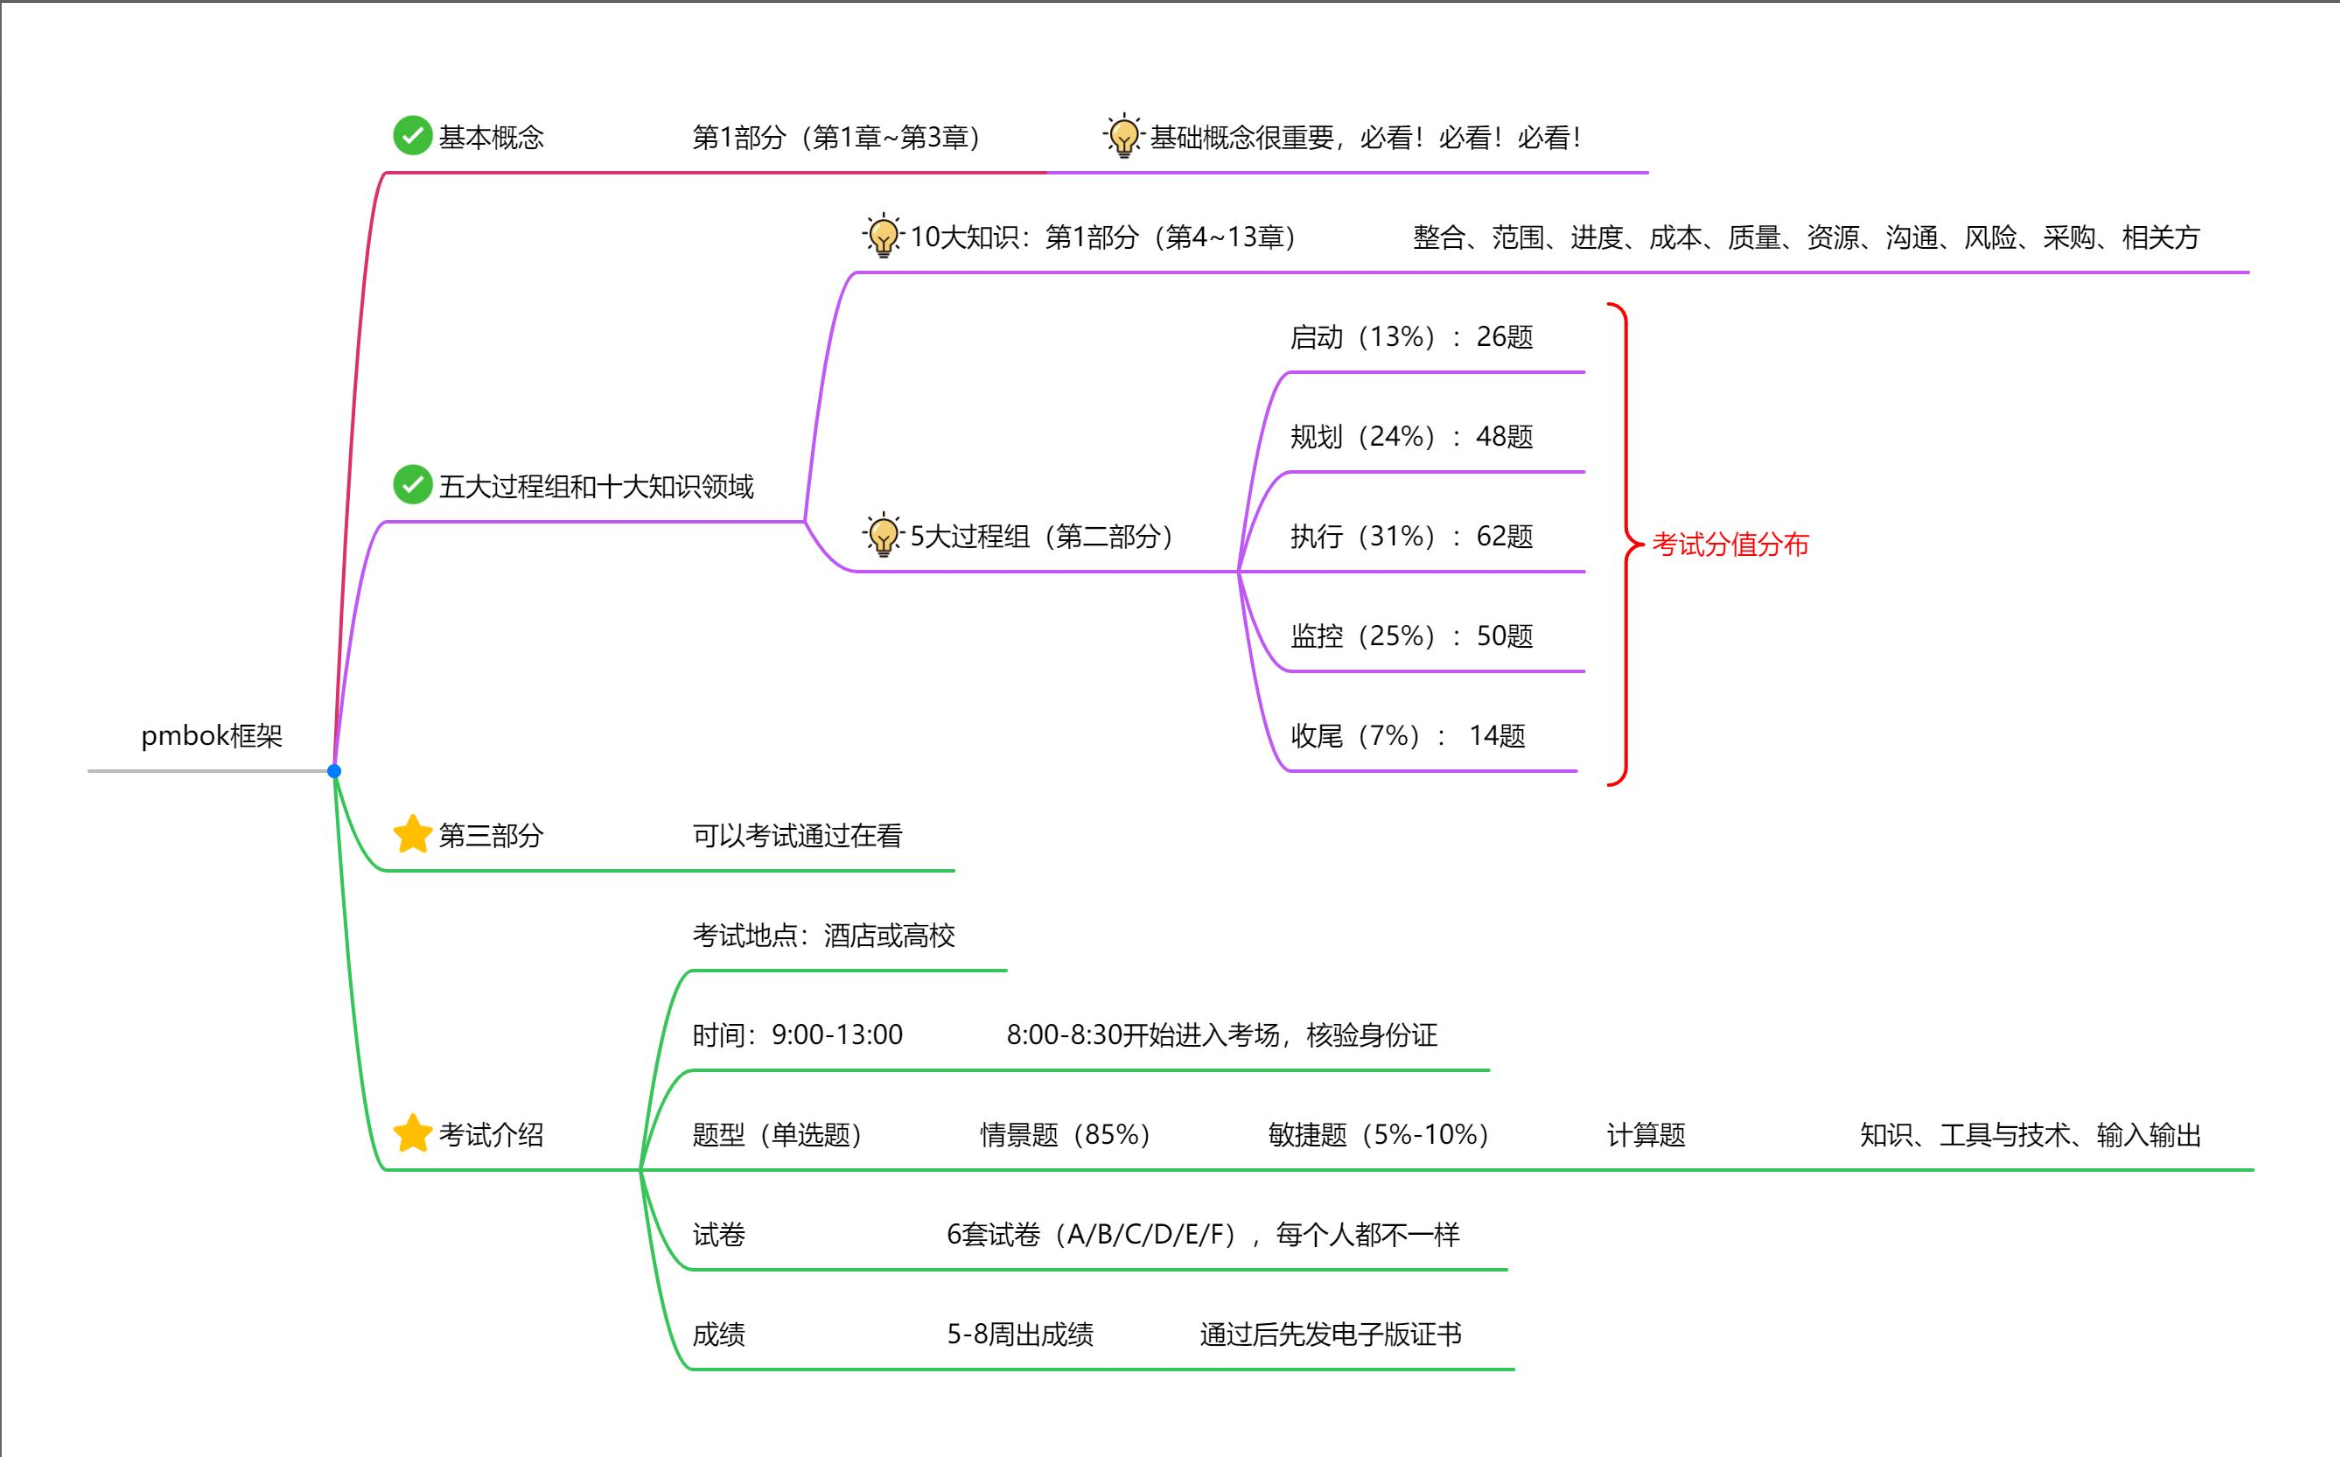 基本概念
第1部分（第1章~第3章）
基础概念很重要，必看！必看！必看！
10大知识：第1部分（第4~13章）
整合、范围、进度、成本、质量、资源、沟通、风险、采购、相关方
启动（13%）：26题
规划（24%）：48题
五大过程组和十大知识领域
5大过程组（第二部分）
执行（31%）：62题
考试分值分布
监控（25%）：50题
收尾（7%）： 14题
pmbok框架
第三部分
可以考试通过在看
考试地点：酒店或高校
时间：9:00-13:00
8:00-8:30开始进入考场，核验身份证
考试介绍
题型（单选题）
情景题（85%）
敏捷题（5%-10%）
计算题
知识、工具与技术、输入输出
试卷
6套试卷（A/B/C/D/E/F），每个人都不一样
成绩
5-8周出成绩
通过后先发电子版证书